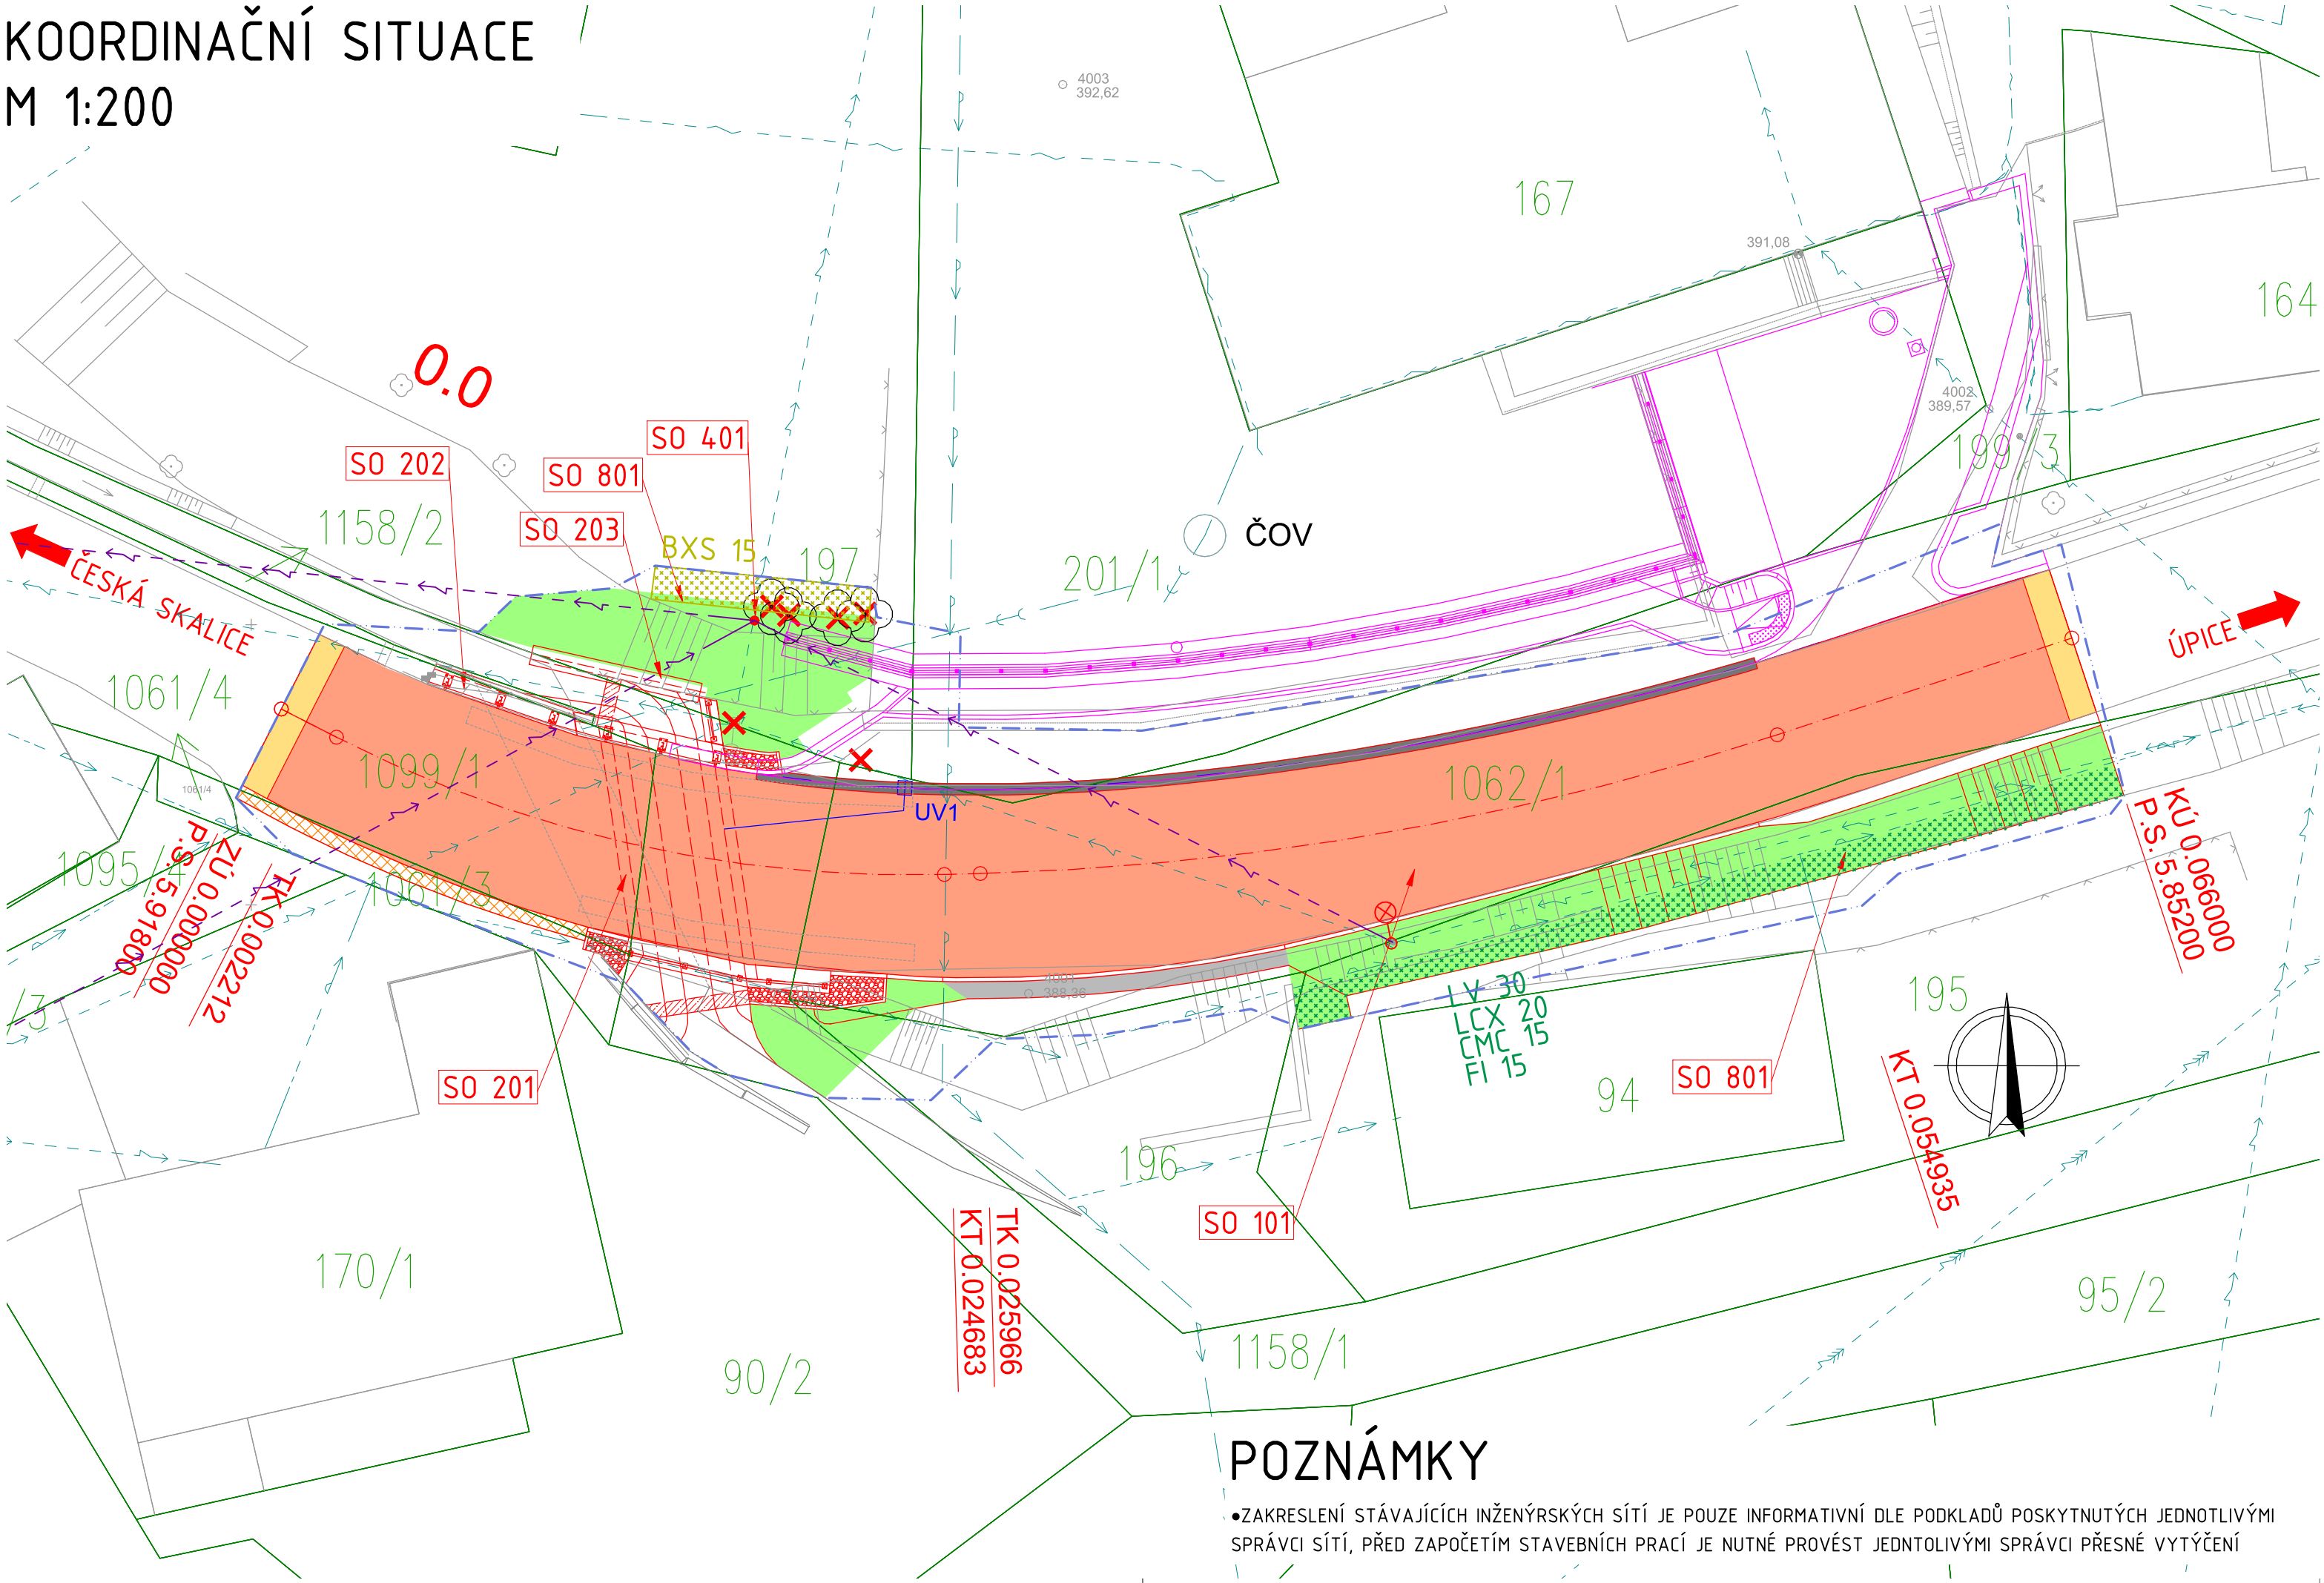 KOORDINAČNÍ SITUACE
M 1:200
4003
392,62
167
391,08
164
0.0
SO 401
SO 202
SO 801
SO 203
4002
389,57
199
3
1158/2
BXS 15
197
ČOV
201/1
ČESKÁ SKALICE
ÚPICE
1061/4
1099/1
1061/4
1062/1
UV1
1095/4
1061/3
KÚ 0.066000
P.S. 5.85200
ZÚ 0.000000
P.S. 5.91800
TK 0.002212
/3
4001
388,36
LV 30
LCX 20
CMC 15
FI 15
195
SO 201
94
SO 801
KT 0.054935
196
SO 101
170/1
TK 0.025966
KT 0.024683
90/2
1158/1
95/2
POZNÁMKY
•ZAKRESLENÍ STÁVAJÍCÍCH INŽENÝRSKÝCH SÍTÍ JE POUZE INFORMATIVNÍ DLE PODKLADŮ POSKYTNUTÝCH JEDNOTLIVÝMI
SPRÁVCI SÍTÍ, PŘED ZAPOČETÍM STAVEBNÍCH PRACÍ JE NUTNÉ PROVÉST JEDNTOLIVÝMI SPRÁVCI PŘESNÉ VYTÝČENÍ